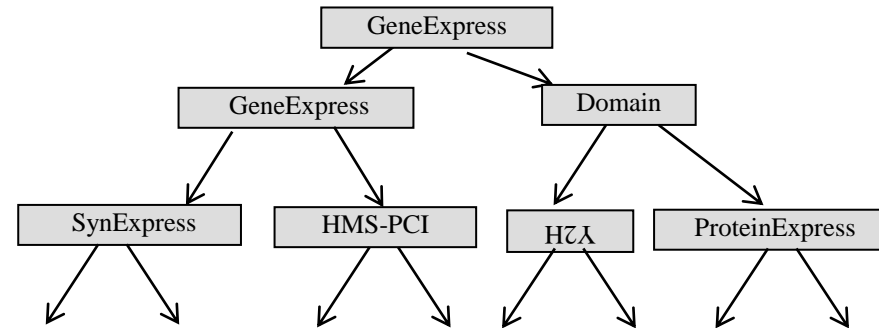 GeneExpress
GeneExpress
Domain
SynExpress
HMS-PCI
Y2H
ProteinExpress